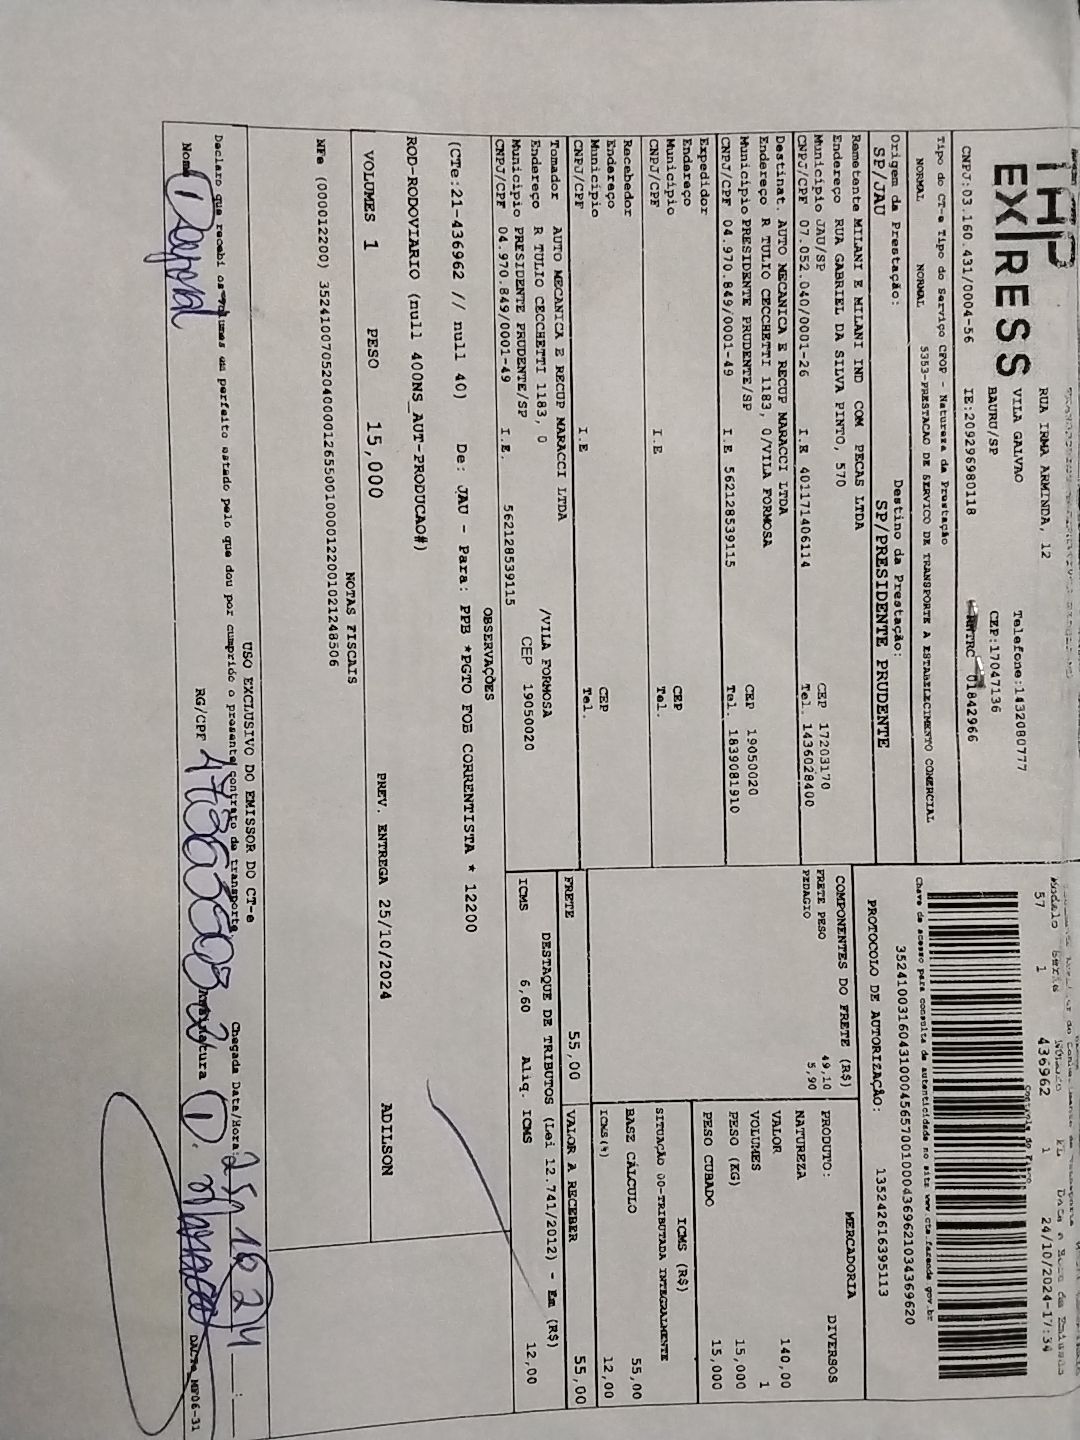 IHP
EXPRESS
RUA IRMA ARMINDA, 12
VILA GALVAO
BAURU/SP
Telefone:1432080777
CEP:17047136
CNPJ:03.160.431/0004-56 IE:209296980118 01842966
Modelo Serie
57 1 436962 1 24/10/2024-17:34
Controle do Fisco
Chave de acesso para consulta de autenticidade no site www.cte.fazenda.gov.br
35241003160431000456570010004369621034369620
Tipo do CT-e Tipo do Serviço CFOP - Natureza da Prestação
NORMAL NORMAL 5353-PRESTACAO DE SERVICO DE TRANSPORTE A ESTABELECIMENTO COMERCIAL
PROTOCOLO DE AUTORIZAÇÃO: 135242616395113
Origem da Prestação: Destino da Prestação:
SP/JAU SP/PRESIDENTE PRUDENTE
Remetente MILANI E MILANI IND COM PECAS LTDA
Endereço RUA GABRIEL DA SILVA PINTO, 570
Município JAU/SP CEP 17203170
CNPJ/CPF 07.052.040/0001-26 I.E 401171406114 Tel. 1436028400
Destinat. AUTO MECANICA E RECUP MARACCI LTDA
Endereço R TULIO CECCHETTI 1183, 0/VILA FORMOSA
Município PRESIDENTE PRUDENTE/SP CEP 19050020
CNPJ/CPF 04.970.849/0001-49 I.E 562128539115 Tel. 1839081910
Expedidor
Endereço
Município CEP
CNPJ/CPF I.E Tel.
Recebedor
Endereço
Município CEP
CNPJ/CPF I.E Tel.
Tomador AUTO MECANICA E RECUP MARACCI LTDA
Endereço R TULIO CECCHETTI 1183, 0 /VILA FORMOSA
Município PRESIDENTE PRUDENTE/SP CEP 19050020
CNPJ/CPF 04.970.849/0001-49 I.E. 562128539115
COMPONENTES DO FRETE (R$)
FRETE PESO 49,10
PEDAGIO 5,90
MERCADORIA
PRODUTO: DIVERSOS
NATUREZA
VALOR 140,00
VOLUMES 1
PESO (KG) 15,000
PESO CUBADO 15,000
ICMS (R$)
SITUAÇÃO 00-TRIBUTADA INTEGRALMENTE
BASE CÁLCULO 55,00
ICMS(%) 12,00
FRETE 55,00 VALOR A RECEBER 55,00
DESTAQUE DE TRIBUTOS (Lei 12.741/2012) - Em (R$)
ICMS 6,60 Aliq. ICMS 12,00
OBSERVAÇÕES
(CTe:21-436962 // null 40) De: JAU - Para: PPB *PGTO FOB CORRENTISTA * 12200
ROD-RODOVIARIO (null 400NS_AUT-PRODUCAO#)
VOLUMES 1 PESO 15,000 PREV. ENTREGA 25/10/2024 ADILSON
NOTAS FISCAIS
NFe (000012200) 35241007052040000126550010000122001021248506
USO EXCLUSIVO DO EMISSOR DO CT-e
Declaro que recebi os volumes em perfeito estado pelo que dou por cumprido o presente contrato de transporte. Chegada Data/Hora: 25 10 24 __:__
Nome RG/CPF Assinatura
DACTe_MF06-31